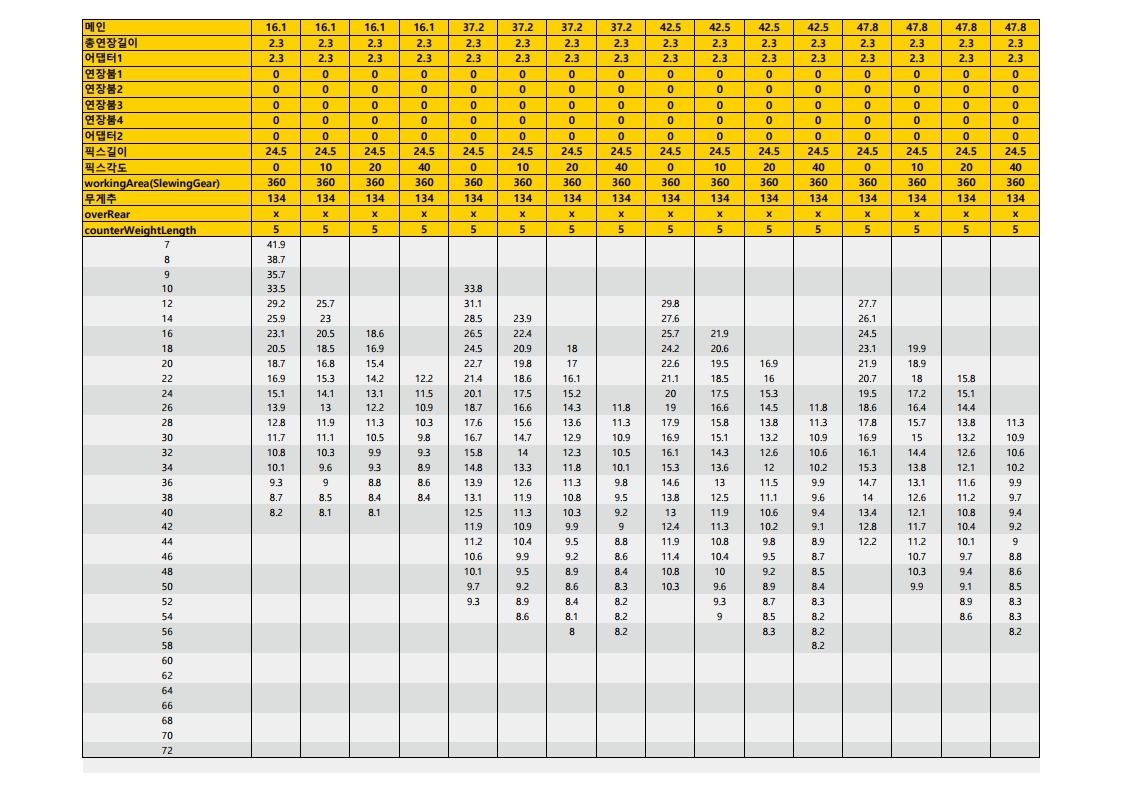 메인 16.1 16.1 16.1 16.1 37.2 37.2 37.2 37.2 42.5 42.5 42.5 42.5 47.8 47.8 47.8 47.8
총연장길이 2.3 2.3 2.3 2.3 2.3 2.3 2.3 2.3 2.3 2.3 2.3 2.3 2.3 2.3 2.3 2.3
어댑터1 2.3 2.3 2.3 2.3 2.3 2.3 2.3 2.3 2.3 2.3 2.3 2.3 2.3 2.3 2.3 2.3
연장붐1 0 0 0 0 0 0 0 0 0 0 0 0 0 0 0 0
연장붐2 0 0 0 0 0 0 0 0 0 0 0 0 0 0 0 0
연장붐3 0 0 0 0 0 0 0 0 0 0 0 0 0 0 0 0
연장붐4 0 0 0 0 0 0 0 0 0 0 0 0 0 0 0 0
어댑터2 0 0 0 0 0 0 0 0 0 0 0 0 0 0 0 0
픽스길이 24.5 24.5 24.5 24.5 24.5 24.5 24.5 24.5 24.5 24.5 24.5 24.5 24.5 24.5 24.5 24.5
픽스각도 0 10 20 40 0 10 20 40 0 10 20 40 0 10 20 40
workingArea(SlewingGear) 360 360 360 360 360 360 360 360 360 360 360 360 360 360 360 360
무게추 134 134 134 134 134 134 134 134 134 134 134 134 134 134 134 134
overRear x x x x x x x x x x x x x x x x
counterWeightLength 5 5 5 5 5 5 5 5 5 5 5 5 5 5 5 5
7 41.9
8 38.7
9 35.7
10 33.5 33.8
12 29.2 25.7 31.1 29.8 27.7
14 25.9 23 28.5 23.9 27.6 26.1
16 23.1 20.5 18.6 26.5 22.4 25.7 21.9 24.5
18 20.5 18.5 16.9 24.5 20.9 18 24.2 20.6 23.1 19.9
20 18.7 16.8 15.4 22.7 19.8 17 22.6 19.5 16.9 21.9 18.9
22 16.9 15.3 14.2 12.2 21.4 18.6 16.1 21.1 18.5 16 20.7 18 15.8
24 15.1 14.1 13.1 11.5 20.1 17.5 15.2 20 17.5 15.3 19.5 17.2 15.1
26 13.9 13 12.2 10.9 18.7 16.6 14.3 11.8 19 16.6 14.5 11.8 18.6 16.4 14.4
28 12.8 11.9 11.3 10.3 17.6 15.6 13.6 11.3 17.9 15.8 13.8 11.3 17.8 15.7 13.8 11.3
30 11.7 11.1 10.5 9.8 16.7 14.7 12.9 10.9 16.9 15.1 13.2 10.9 16.9 15 13.2 10.9
32 10.8 10.3 9.9 9.3 15.8 14 12.3 10.5 16.1 14.3 12.6 10.6 16.1 14.4 12.6 10.6
34 10.1 9.6 9.3 8.9 14.8 13.3 11.8 10.1 15.3 13.6 12 10.2 15.3 13.8 12.1 10.2
36 9.3 9 8.8 8.6 13.9 12.6 11.3 9.8 14.6 13 11.5 9.9 14.7 13.1 11.6 9.9
38 8.7 8.5 8.4 8.4 13.1 11.9 10.8 9.5 13.8 12.5 11.1 9.6 14 12.6 11.2 9.7
40 8.2 8.1 8.1 12.5 11.3 10.3 9.2 13 11.9 10.6 9.4 13.4 12.1 10.8 9.4
42 11.9 10.9 9.9 9 12.4 11.3 10.2 9.1 12.8 11.7 10.4 9.2
44 11.2 10.4 9.5 8.8 11.9 10.8 9.8 8.9 12.2 11.2 10.1 9
46 10.6 9.9 9.2 8.6 11.4 10.4 9.5 8.7 10.7 9.7 8.8
48 10.1 9.5 8.9 8.4 10.8 10 9.2 8.5 10.3 9.4 8.6
50 9.7 9.2 8.6 8.3 10.3 9.6 8.9 8.4 9.9 9.1 8.5
52 9.3 8.9 8.4 8.2 9.3 8.7 8.3 8.9 8.3
54 8.6 8.1 8.2 9 8.5 8.2 8.6 8.3
56 8 8.2 8.3 8.2 8.2
58 8.2
60
62
64
66
68
70
72